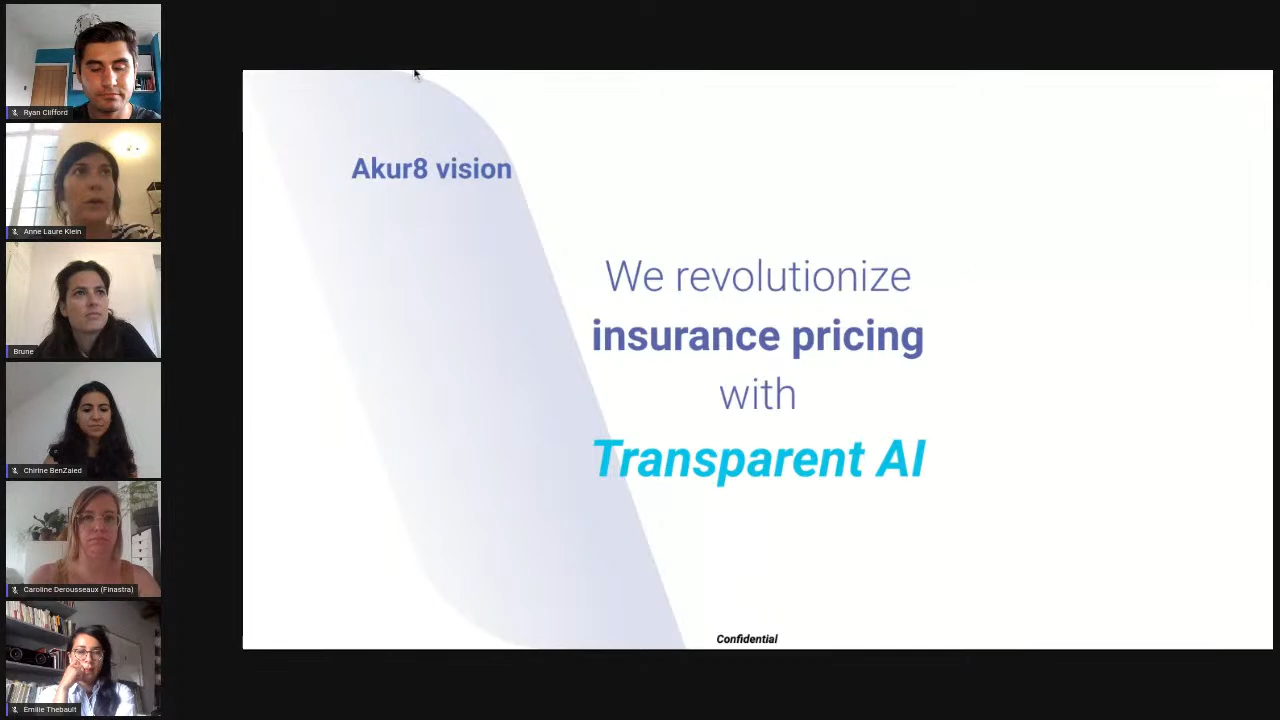 Ryan Clifford
Anne Laure Klein
Brune
Chirine BenZaied
Caroline Derousseaux (Finastra)
Emilie Thebault
Akur8 vision
We revolutionize
insurance pricing
with
Transparent AI
Confidential